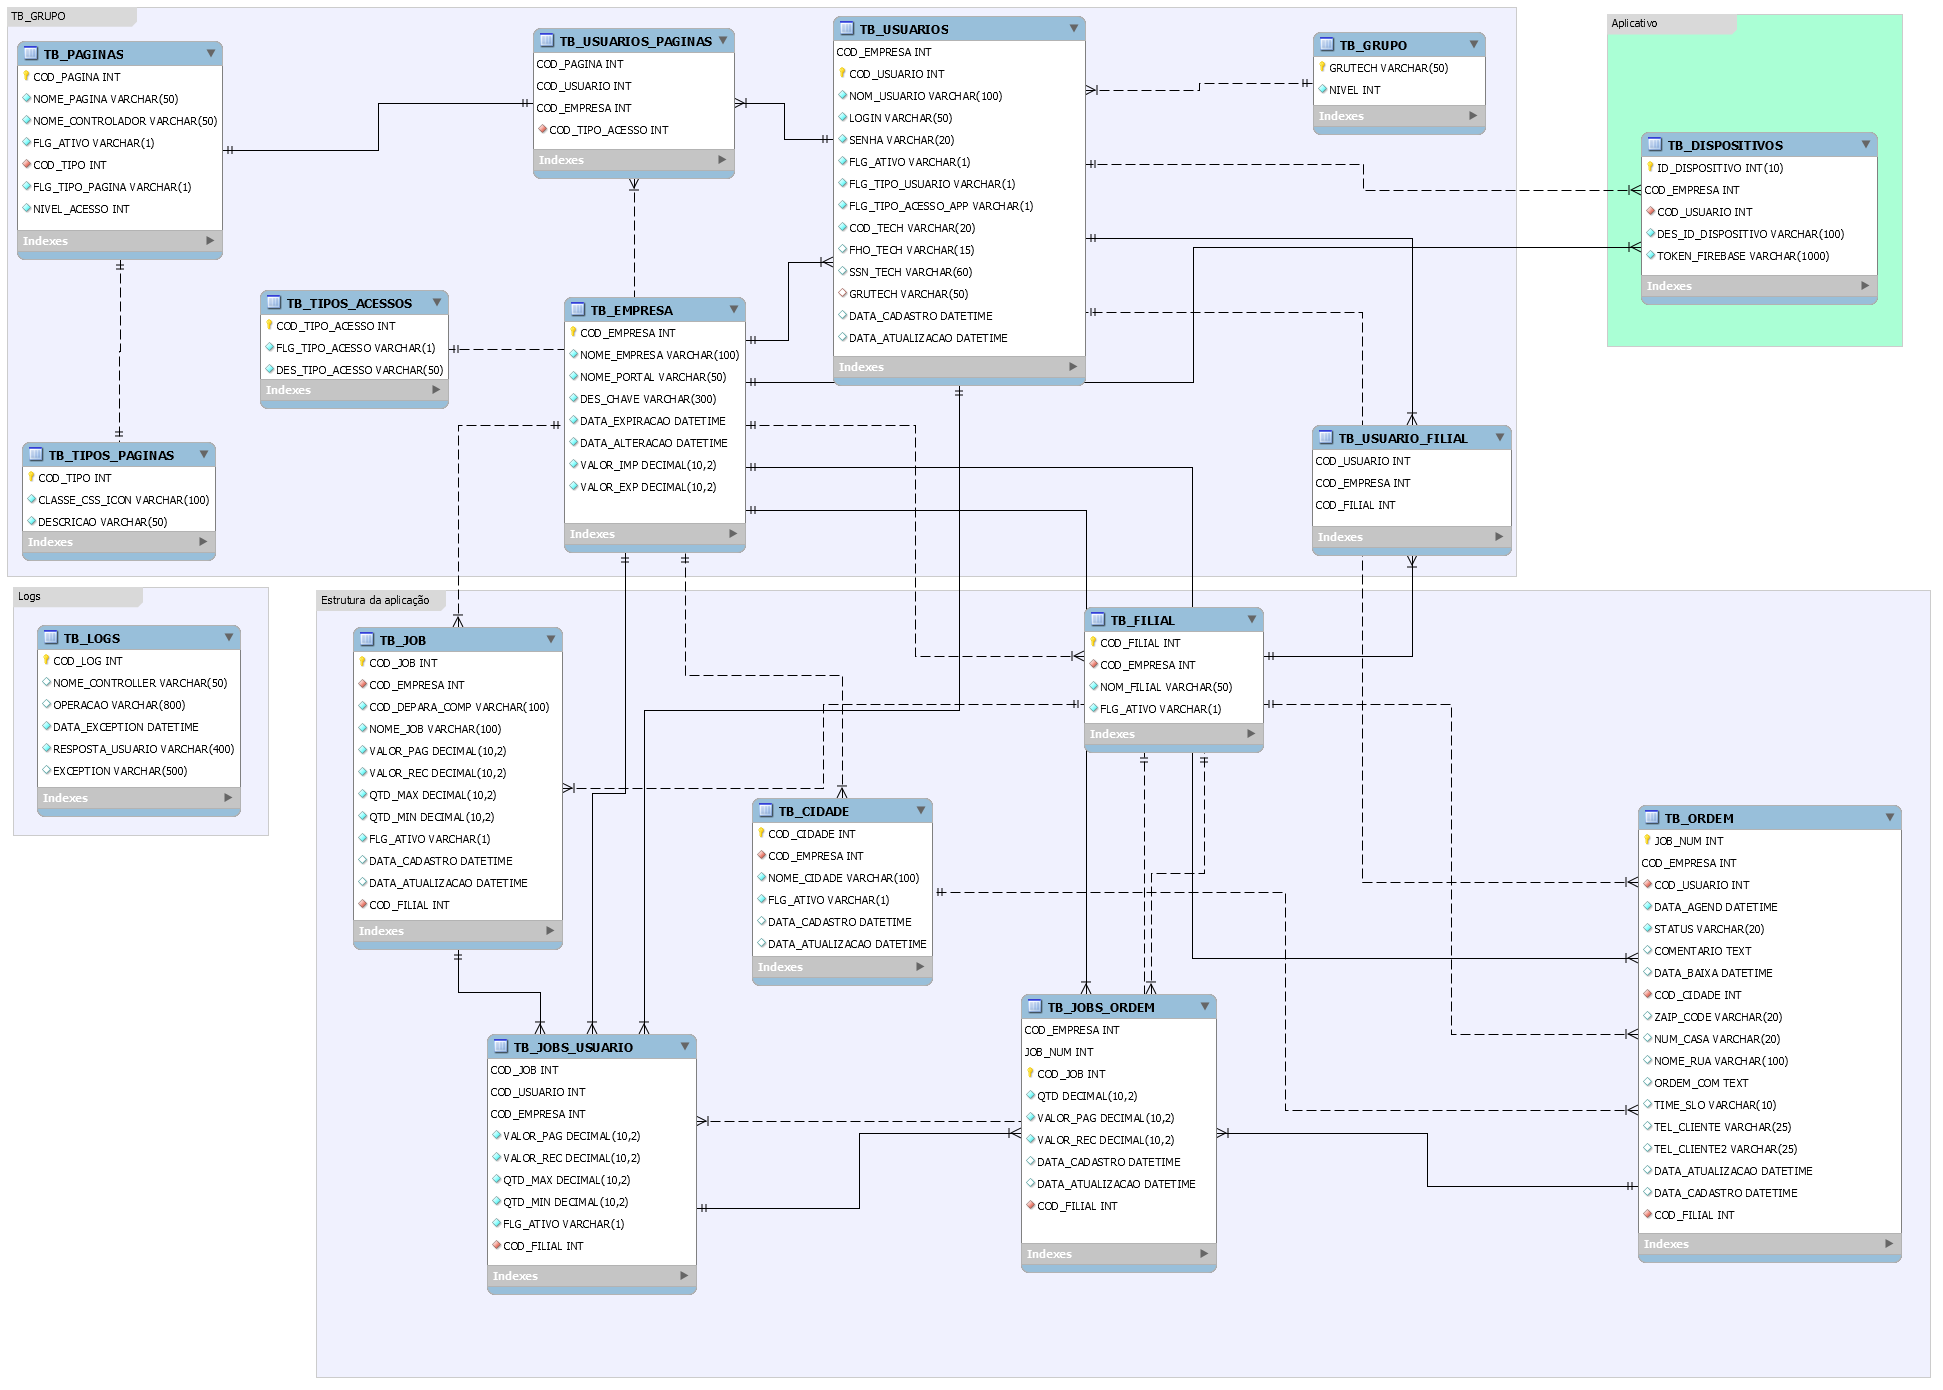 TB_GRUPO
TB_PAGINAS
COD_PAGINA INT
NOME_PAGINA VARCHAR(50)
NOME_CONTROLADOR VARCHAR(50)
FLG_ATIVO VARCHAR(1)
COD_TIPO INT
FLG_TIPO_PAGINA VARCHAR(1)
NIVEL_ACESSO INT
Indexes
TB_USUARIOS_PAGINAS
COD_PAGINA INT
COD_USUARIO INT
COD_EMPRESA INT
COD_TIPO_ACESSO INT
Indexes
TB_USUARIOS
COD_EMPRESA INT
COD_USUARIO INT
NOM_USUARIO VARCHAR(100)
LOGIN VARCHAR(50)
SENHA VARCHAR(20)
FLG_ATIVO VARCHAR(1)
FLG_TIPO_USUARIO VARCHAR(1)
FLG_TIPO_ACESSO_APP VARCHAR(1)
COD_TECH VARCHAR(20)
FHO_TECH VARCHAR(15)
SSN_TECH VARCHAR(60)
GRUTECH VARCHAR(50)
DATA_CADASTRO DATETIME
DATA_ATUALIZACAO DATETIME
Indexes
TB_GRUPO
GRUTECH VARCHAR(50)
NIVEL INT
Indexes
Aplicativo
TB_DISPOSITIVOS
ID_DISPOSITIVO INT(10)
COD_EMPRESA INT
COD_USUARIO INT
DES_ID_DISPOSITIVO VARCHAR(100)
TOKEN_FIREBASE VARCHAR(1000)
Indexes
TB_TIPOS_ACESSOS
COD_TIPO_ACESSO INT
FLG_TIPO_ACESSO VARCHAR(1)
DES_TIPO_ACESSO VARCHAR(50)
Indexes
TB_EMPRESA
COD_EMPRESA INT
NOME_EMPRESA VARCHAR(100)
NOME_PORTAL VARCHAR(50)
DES_CHAVE VARCHAR(300)
DATA_EXPIRACAO DATETIME
DATA_ALTERACAO DATETIME
VALOR_IMP DECIMAL(10,2)
VALOR_EXP DECIMAL(10,2)
Indexes
TB_TIPOS_PAGINAS
COD_TIPO INT
CLASSE_CSS_ICON VARCHAR(100)
DESCRICAO VARCHAR(50)
Indexes
TB_USUARIO_FILIAL
COD_USUARIO INT
COD_EMPRESA INT
COD_FILIAL INT
Indexes
Logs
TB_LOGS
COD_LOG INT
NOME_CONTROLLER VARCHAR(50)
OPERACAO VARCHAR(800)
DATA_EXCEPTION DATETIME
RESPOSTA_USUARIO VARCHAR(400)
EXCEPTION VARCHAR(500)
Indexes
Estrutura da aplicação
TB_JOB
COD_JOB INT
COD_EMPRESA INT
COD_DEPARA_COMP VARCHAR(100)
NOME_JOB VARCHAR(100)
VALOR_PAG DECIMAL(10,2)
VALOR_REC DECIMAL(10,2)
QTD_MAX DECIMAL(10,2)
QTD_MIN DECIMAL(10,2)
FLG_ATIVO VARCHAR(1)
DATA_CADASTRO DATETIME
DATA_ATUALIZACAO DATETIME
COD_FILIAL INT
Indexes
TB_FILIAL
COD_FILIAL INT
COD_EMPRESA INT
NOM_FILIAL VARCHAR(50)
FLG_ATIVO VARCHAR(1)
Indexes
TB_CIDADE
COD_CIDADE INT
COD_EMPRESA INT
NOME_CIDADE VARCHAR(100)
FLG_ATIVO VARCHAR(1)
DATA_CADASTRO DATETIME
DATA_ATUALIZACAO DATETIME
Indexes
TB_ORDEM
JOB_NUM INT
COD_EMPRESA INT
COD_USUARIO INT
DATA_AGEND DATETIME
STATUS VARCHAR(20)
COMENTARIO TEXT
DATA_BAIXA DATETIME
COD_CIDADE INT
ZAIP_CODE VARCHAR(20)
NUM_CASA VARCHAR(20)
NOME_RUA VARCHAR(100)
ORDEM_COM TEXT
TIME_SLO VARCHAR(10)
TEL_CLIENTE VARCHAR(25)
TEL_CLIENTE2 VARCHAR(25)
DATA_ATUALIZACAO DATETIME
DATA_CADASTRO DATETIME
COD_FILIAL INT
Indexes
TB_JOBS_USUARIO
COD_JOB INT
COD_USUARIO INT
COD_EMPRESA INT
VALOR_PAG DECIMAL(10,2)
VALOR_REC DECIMAL(10,2)
QTD_MAX DECIMAL(10,2)
QTD_MIN DECIMAL(10,2)
FLG_ATIVO VARCHAR(1)
COD_FILIAL INT
Indexes
TB_JOBS_ORDEM
COD_EMPRESA INT
JOB_NUM INT
COD_JOB INT
QTD DECIMAL(10,2)
VALOR_PAG DECIMAL(10,2)
VALOR_REC DECIMAL(10,2)
DATA_CADASTRO DATETIME
DATA_ATUALIZACAO DATETIME
COD_FILIAL INT
Indexes